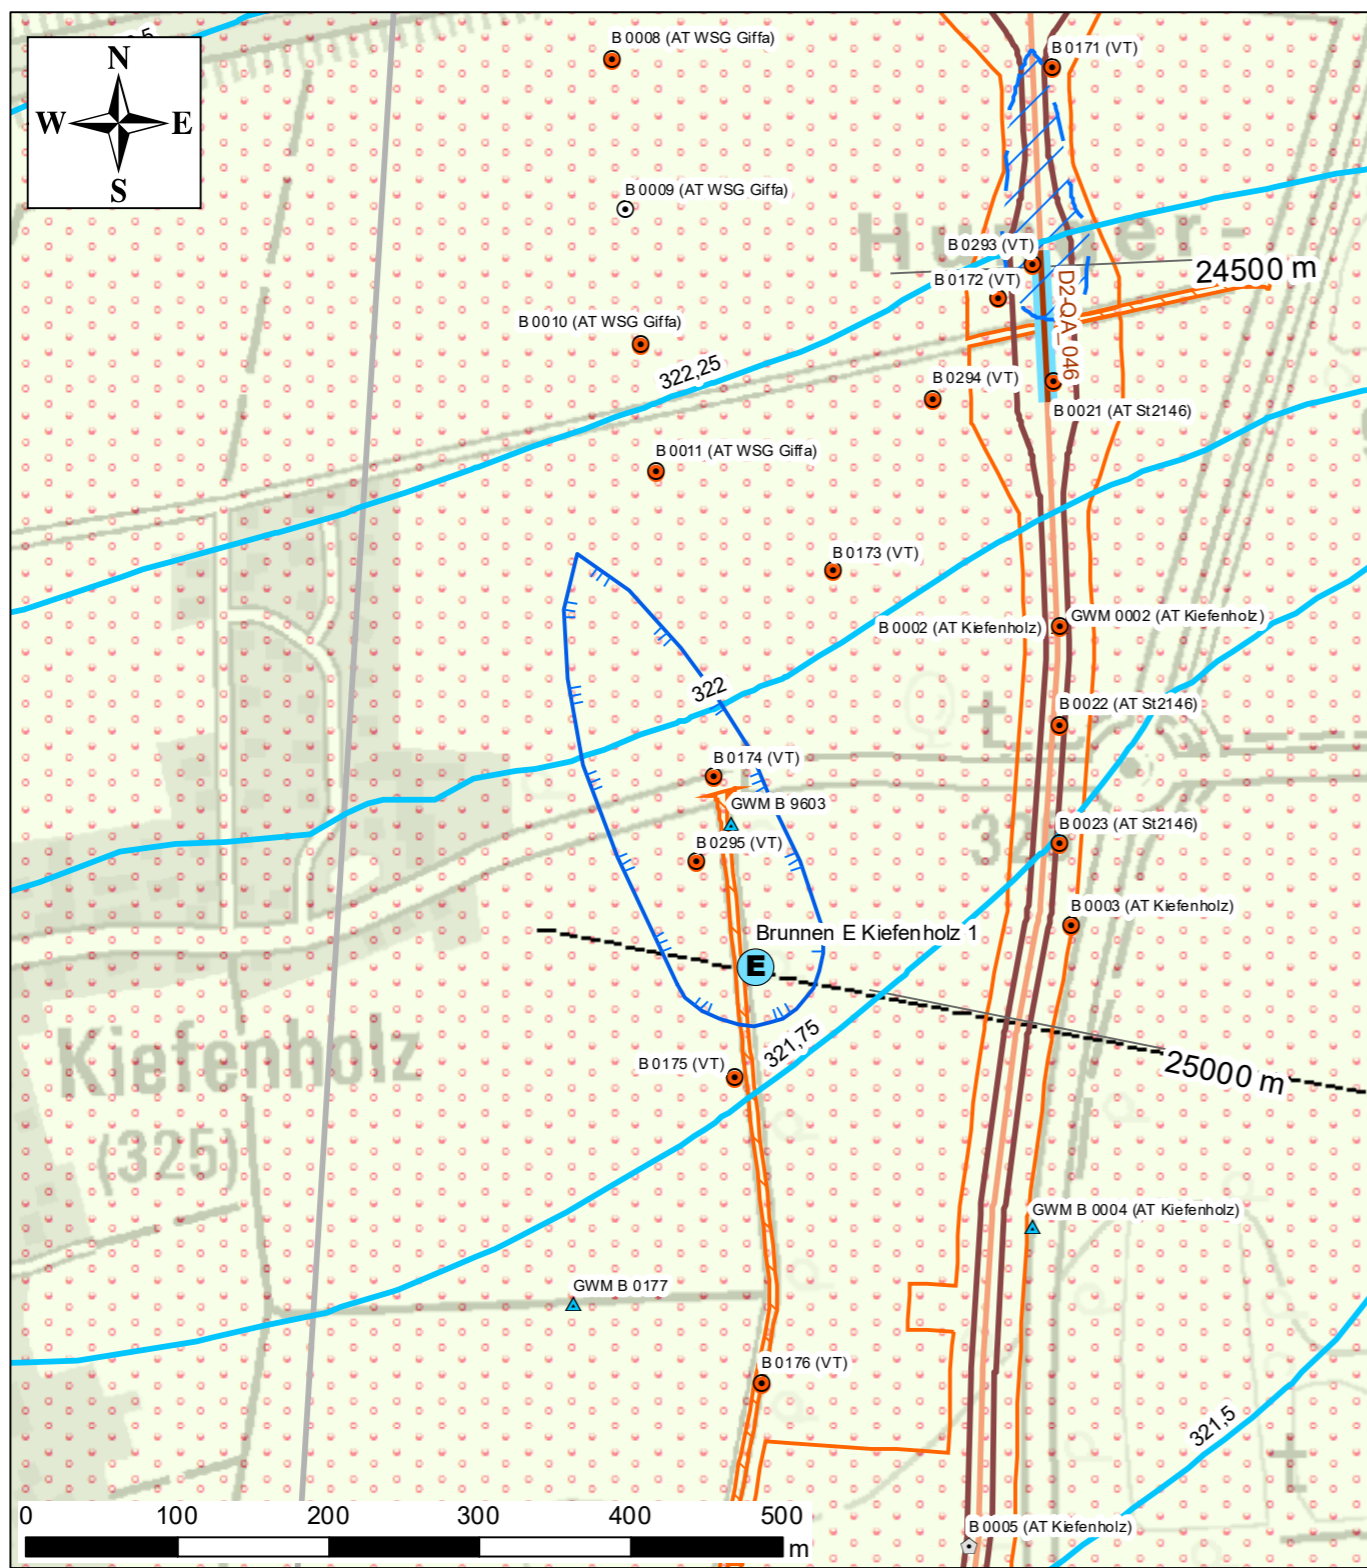 B 0008 (AT WSG Giffa)
B 0171 (VT)
N
W E
S
B 0009 (AT WSG Giffa)
B 0293 (VT)
24500 m
B 0172 (VT)
D2-QA_046
B 0010 (AT WSG Giffa)
322,25
B 0294 (VT)
B 0021 (AT St2146)
B 0011 (AT WSG Giffa)
B 0173 (VT)
GWM 0002 (AT Kiefenholz)
B 0002 (AT Kiefenholz)
322
B 0022 (AT St2146)
B 0174 (VT)
GWM B 9603
B 0295 (VT)
B 0023 (AT St2146)
B 0003 (AT Kiefenholz)
Brunnen E Kiefenholz 1
E
321,75
Kiefenholz
(325)
B 0175 (VT)
25000 m
GWM B 0004 (AT Kiefenholz)
GWM B 0177
B 0176 (VT)
321,5
B 0005 (AT Kiefenholz)
0 100 200 300 400 500
m